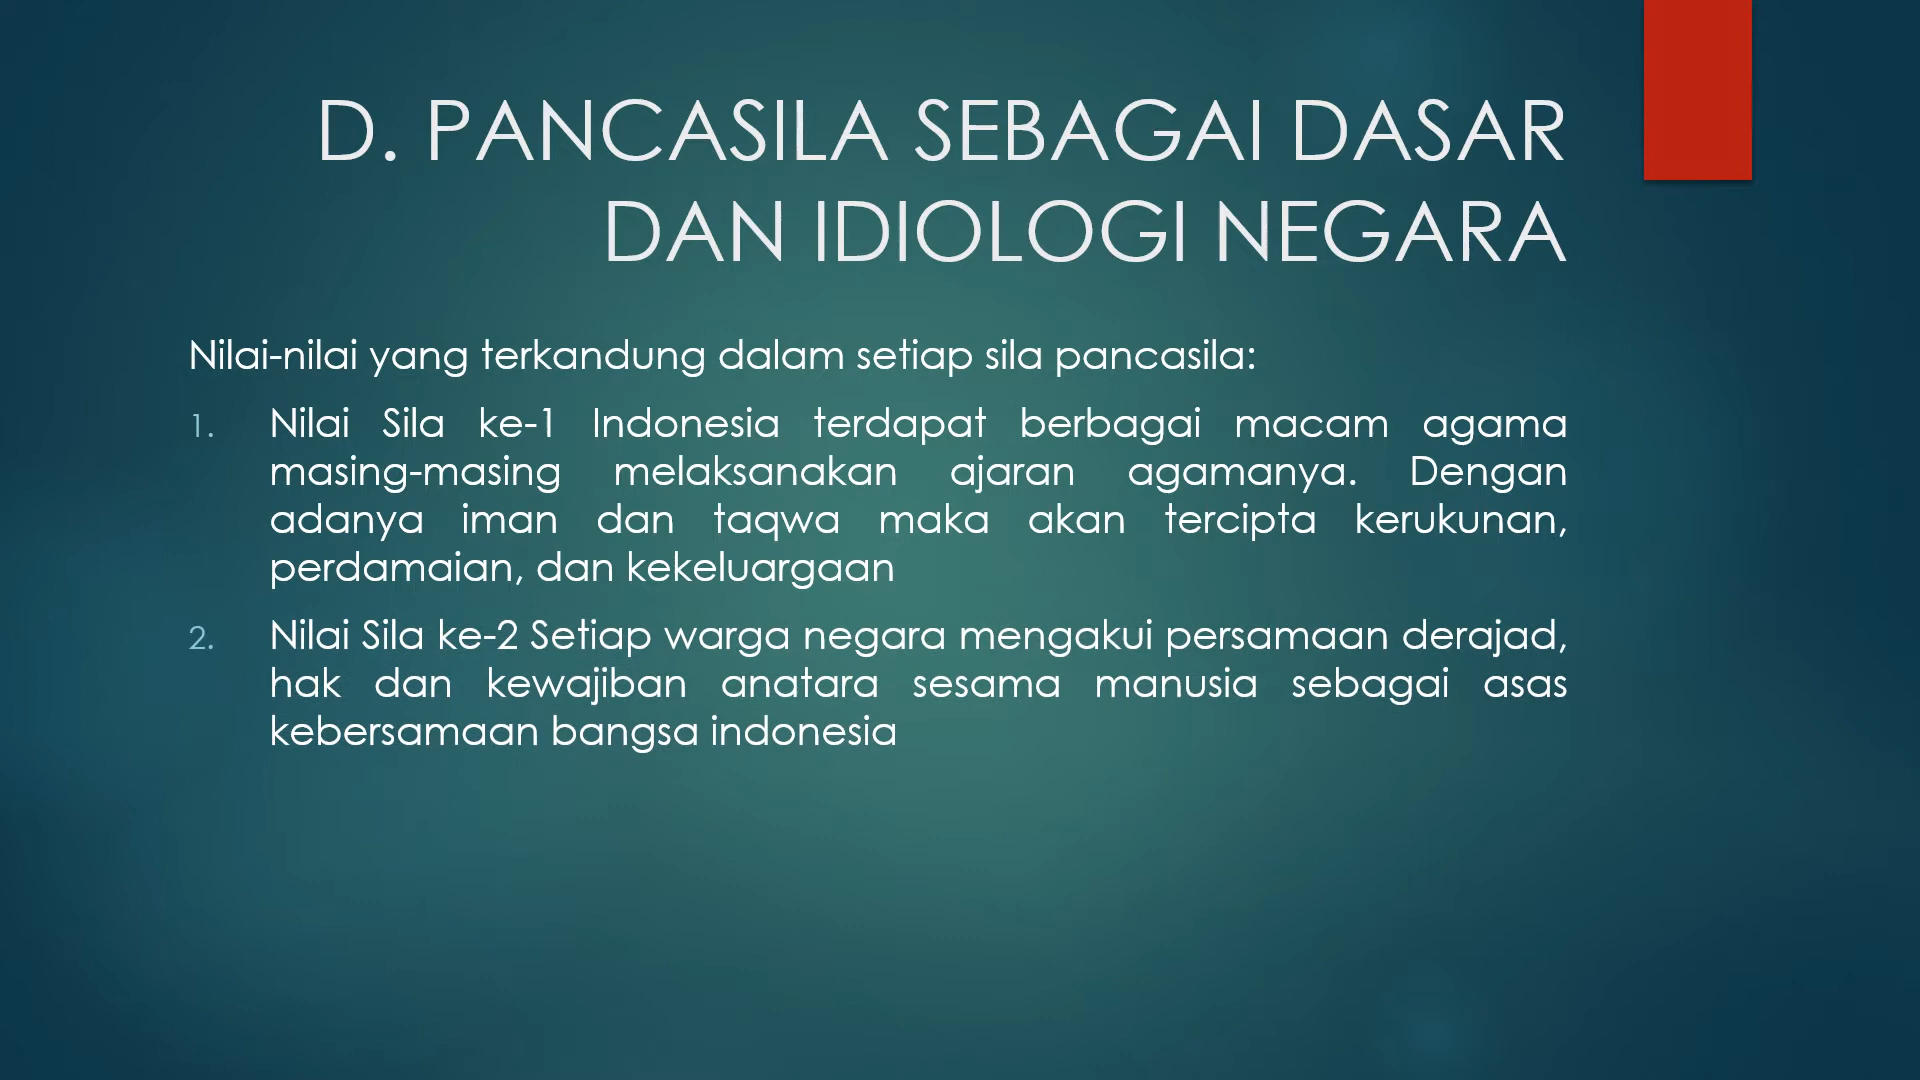 D. PANCASILA SEBAGAI DASAR
DAN IDIOLOGI NEGARA
Nilai-nilai yang terkandung dalam setiap sila pancasila:
1. Nilai Sila ke-1 Indonesia terdapat berbagai macam agama
masing-masing melaksanakan ajaran agamanya. Dengan
adanya iman dan taqwa maka akan tercipta kerukunan,
perdamaian, dan kekeluargaan
2. Nilai Sila ke-2 Setiap warga negara mengakui persamaan derajad,
hak dan kewajiban anatara sesama manusia sebagai asas
kebersamaan bangsa indonesia